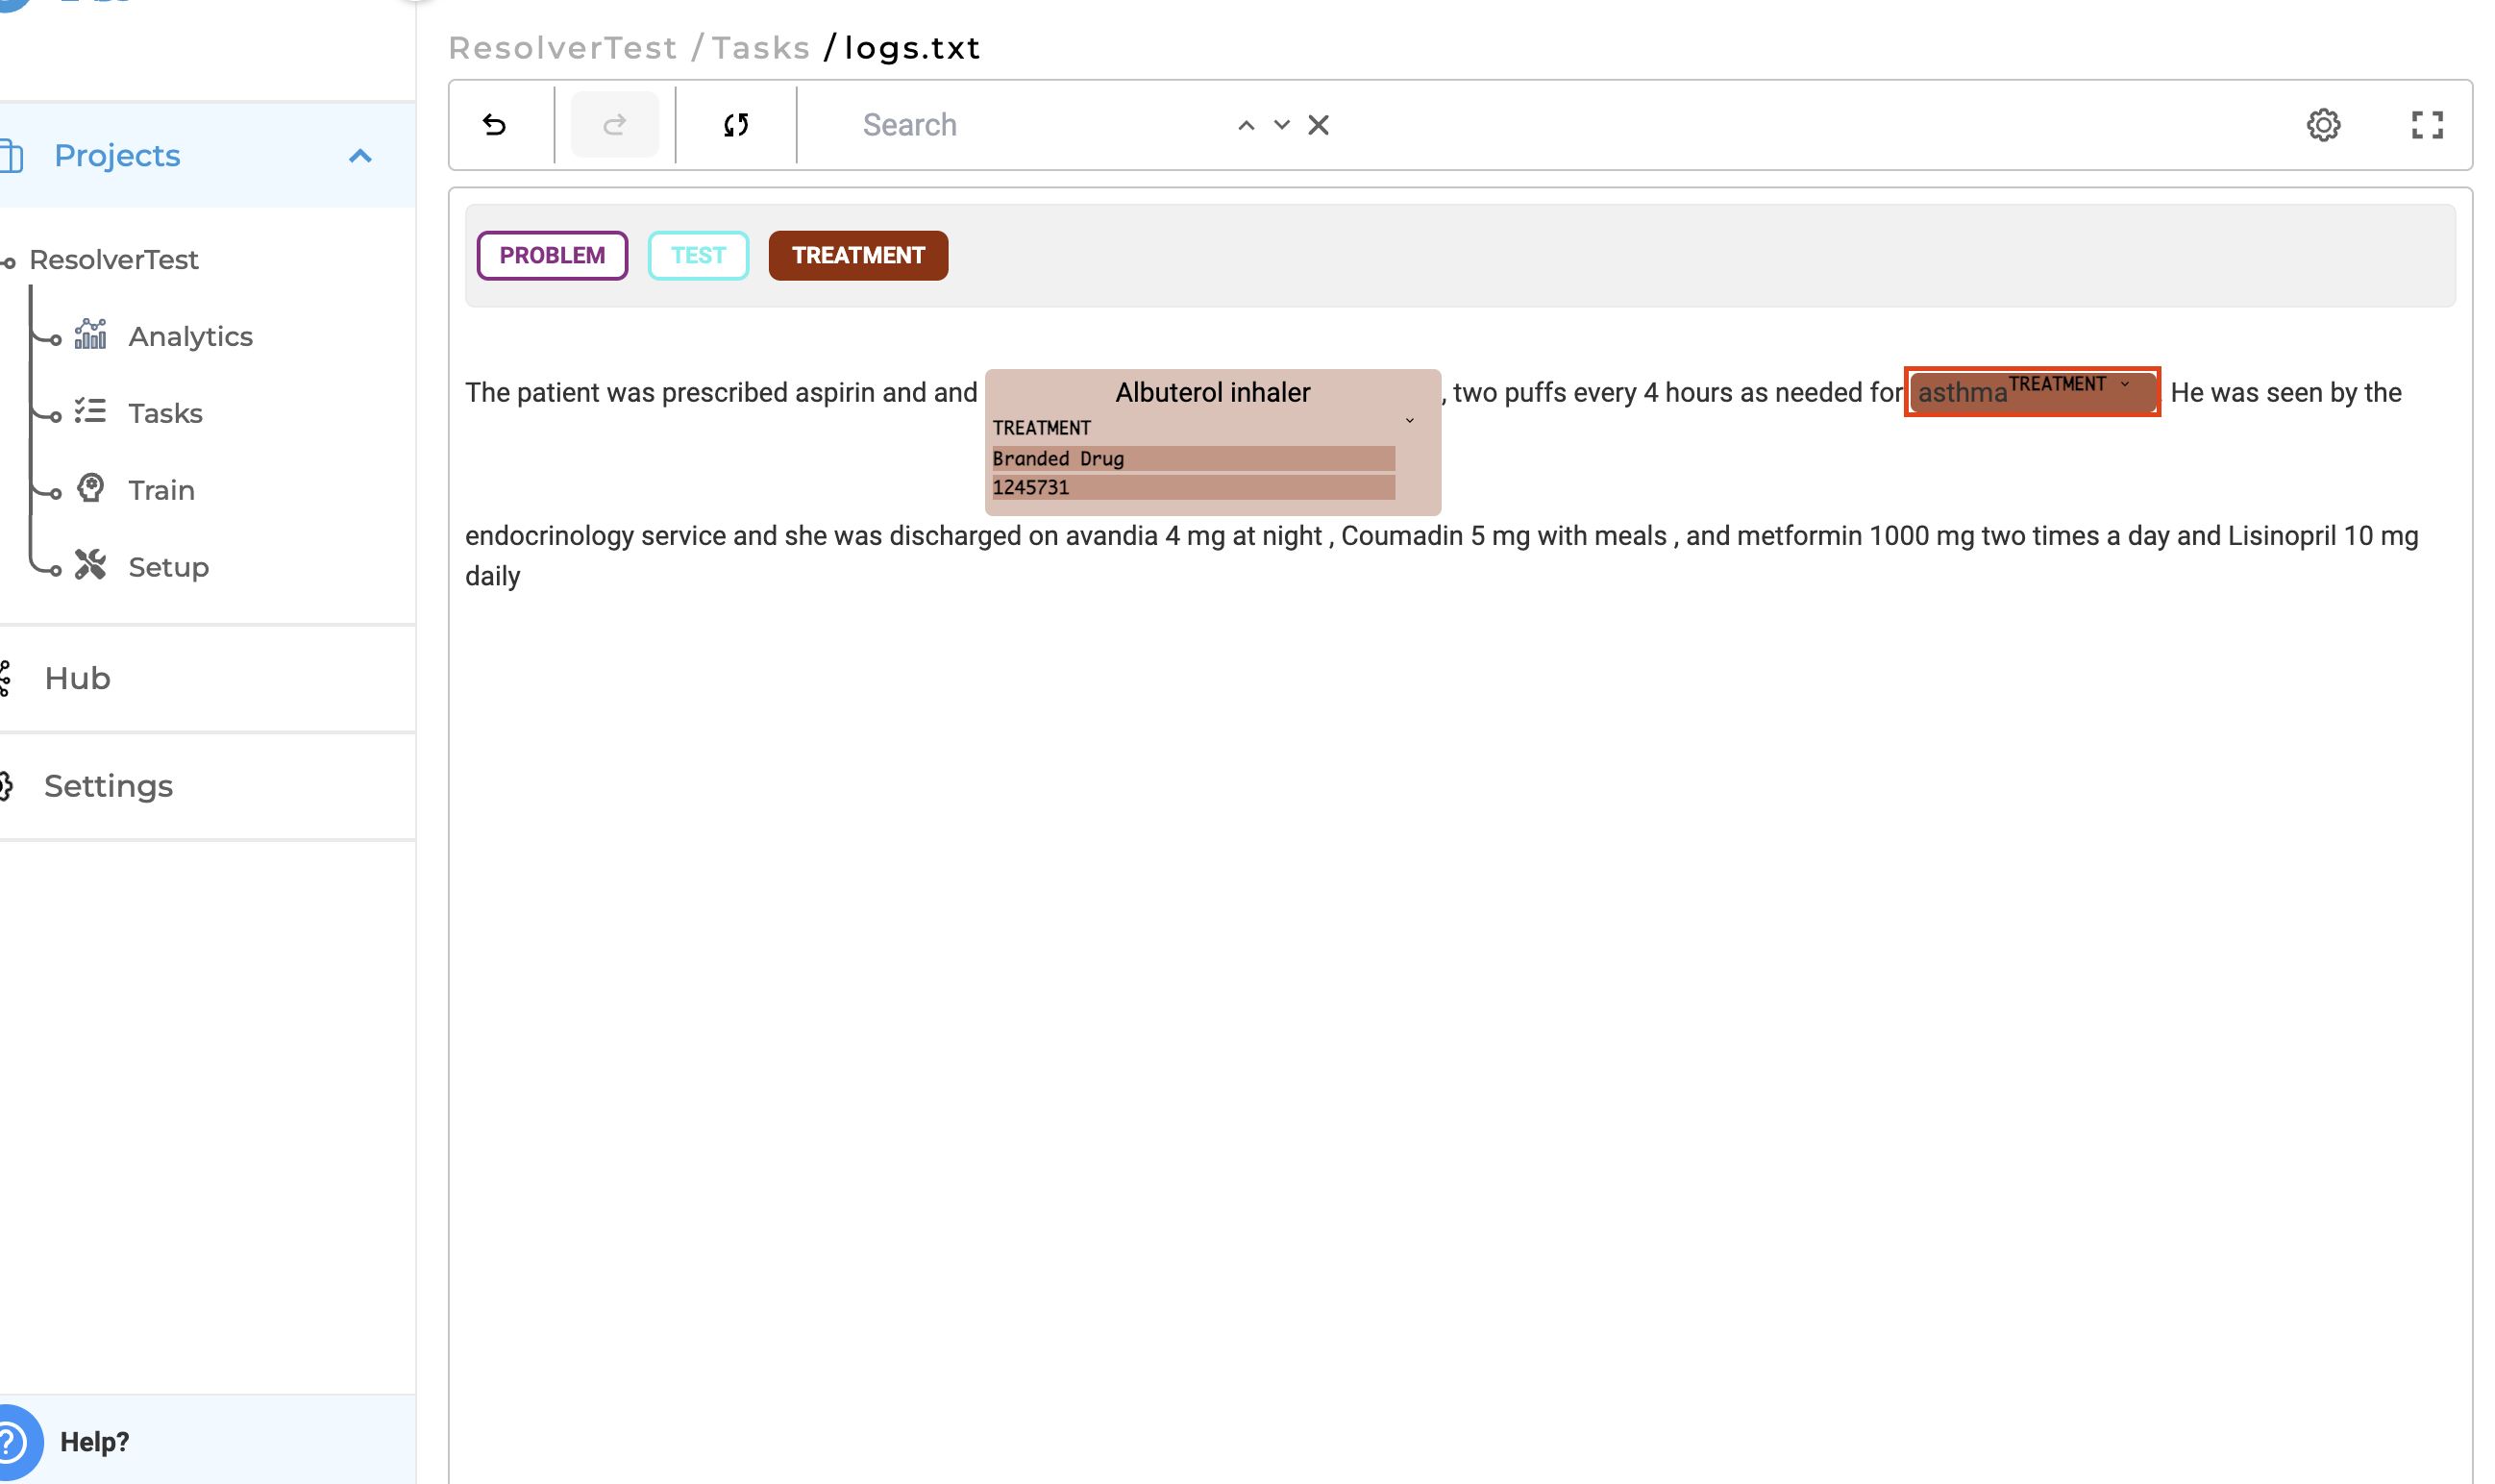 ResolverTest / Tasks / logs.txt
Search
Projects
ResolverTest
Analytics
Tasks
Train
Setup
Hub
Settings
Help?
PROBLEM TEST TREATMENT
The patient was prescribed aspirin and and Albuterol inhaler , two puffs every 4 hours as needed for asthma TREATMENT He was seen by the
TREATMENT
Branded Drug
1245731
endocrinology service and she was discharged on avandia 4 mg at night , Coumadin 5 mg with meals , and metformin 1000 mg two times a day and Lisinopril 10 mg
daily